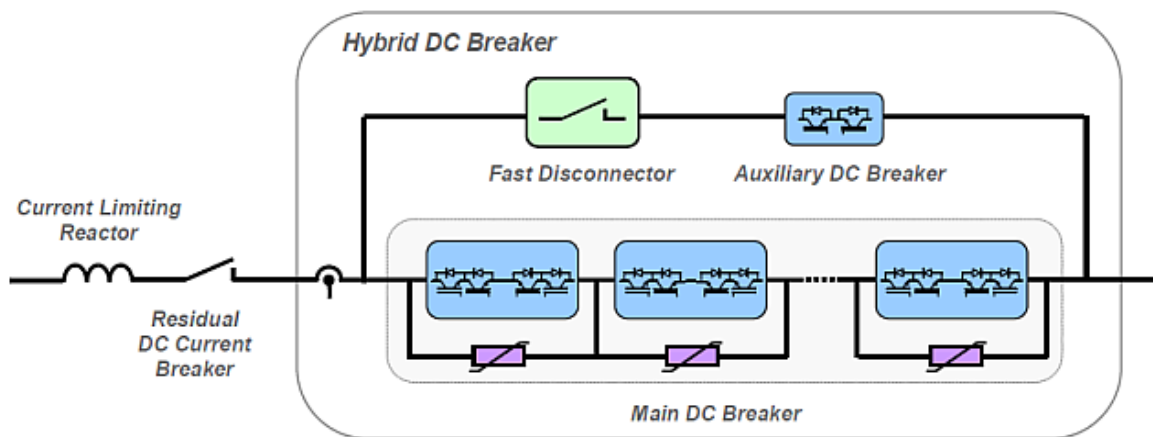 Hybrid DC Breaker
Fast Disconnector
Auxiliary DC Breaker
Current Limiting
Reactor
Residual
DC Current
Breaker
Main DC Breaker